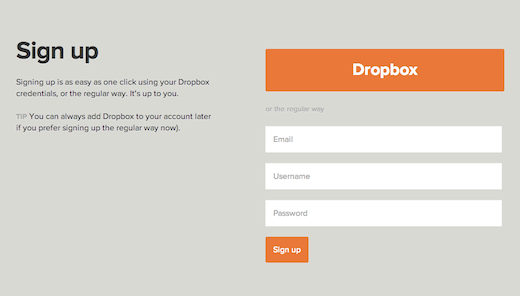 Sign up
Signing up is as easy as one click using your Dropbox
credentials, or the regular way. It's up to you.
TIP You can always add Dropbox to your account later
if you prefer signing up the regular way now).
Dropbox
or the regular way
Email
Username
Password
Sign up